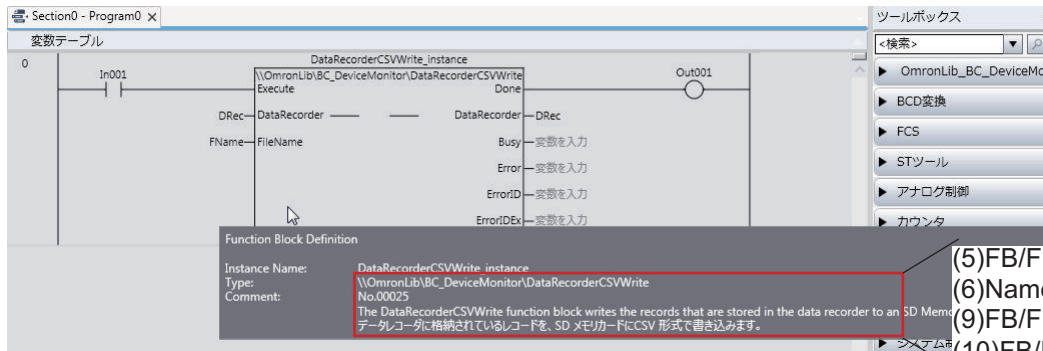 Section0 - Program0
ツールボックス
変数テーブル
<検索>
0
In001
DataRecorderCSVWrite_instance
\\OmronLib\BC_DeviceMonitor\DataRecorderCSVWrite
Execute
Done
Out001
DRec
DataRecorder
DataRecorder
DRec
FName
FileName
Busy
変数を入力
Error
変数を入力
ErrorID
変数を入力
ErrorIDEx
変数を入力
OmronLib_BC_DeviceMo
BCD変換
FCS
STツール
アナログ制御
カウンタ
Function Block Definition
Instance Name: DataRecorderCSVWrite_instance
Type: \\OmronLib\BC_DeviceMonitor\DataRecorderCSVWrite
Comment: No.00025
The DataRecorderCSVWrite function block writes the records that are stored in the data recorder to an SD Mem
データレコーダに格納されているレコードを、SD メモリカードにCSV 形式で書き込みます。
(5)FB/F
(6)Nam
(9)FB/F
システム
(10)FB/